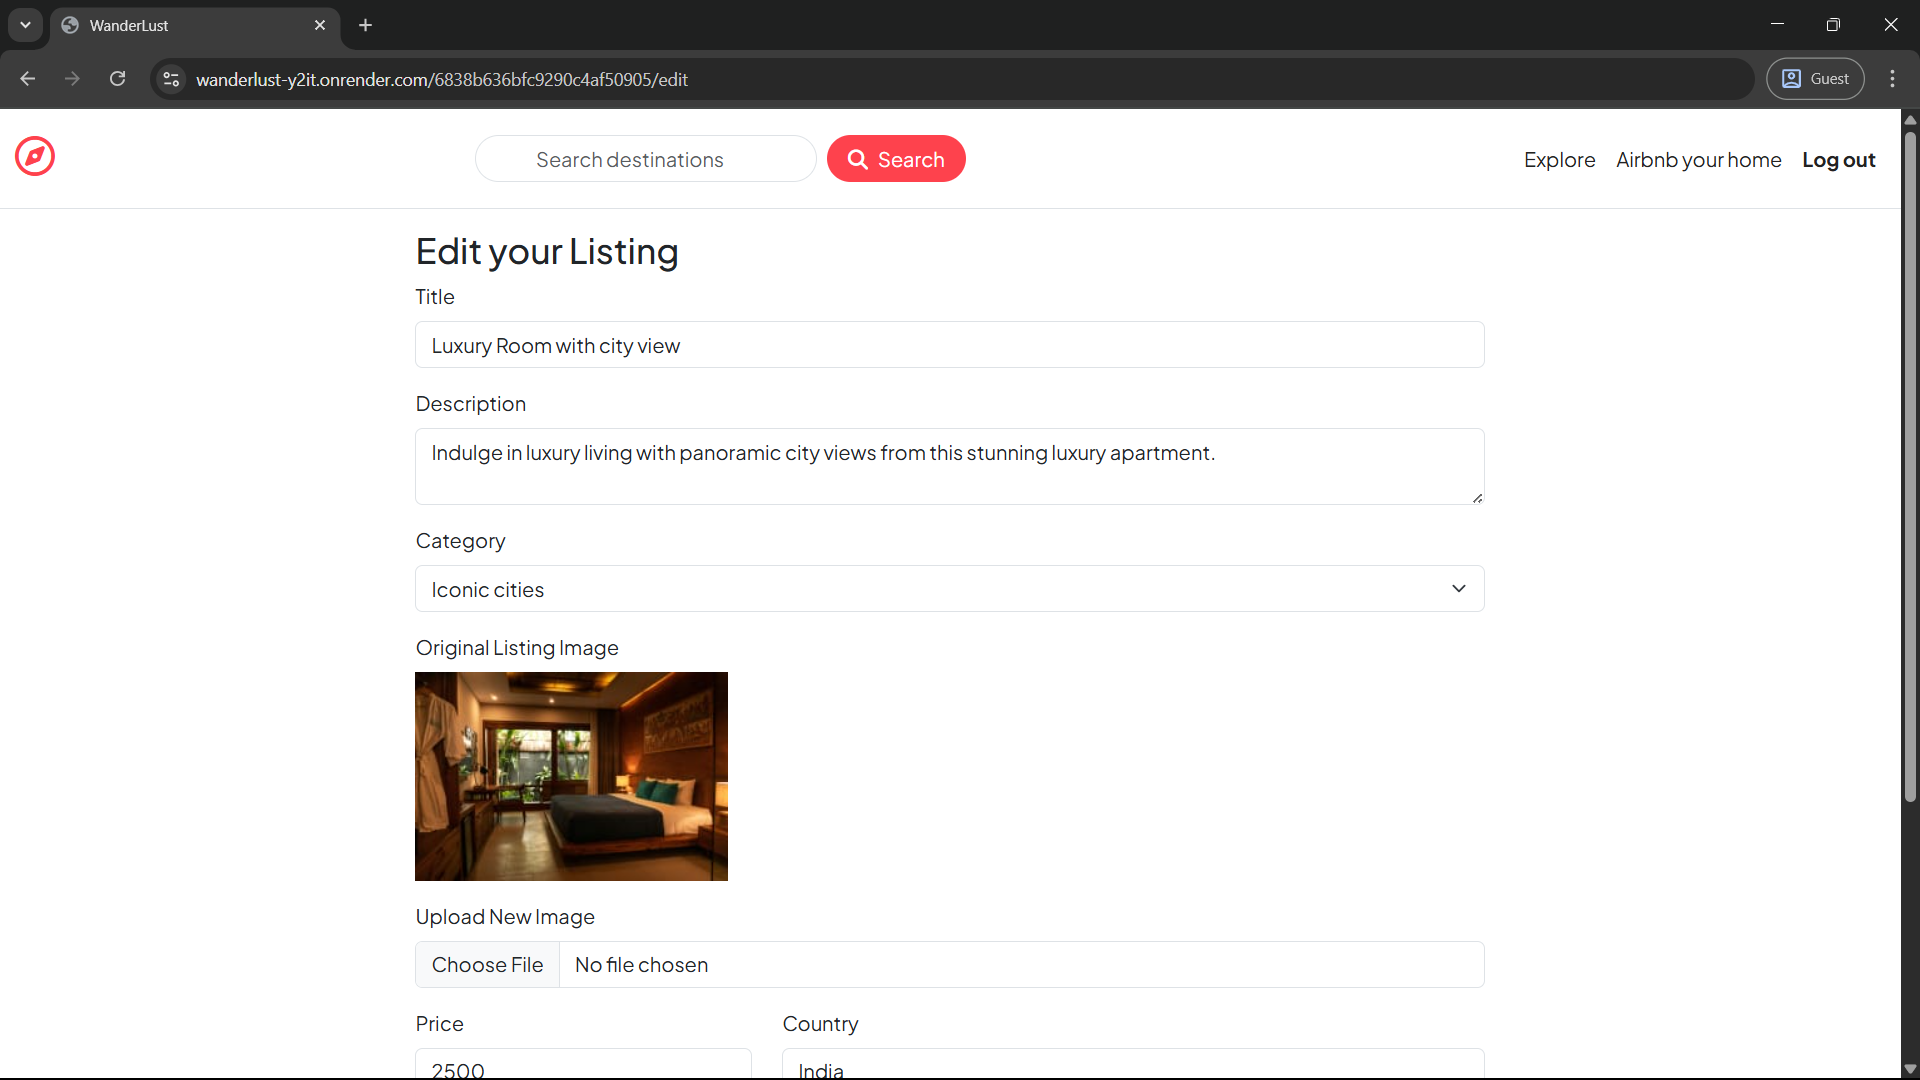 WanderLust
wanderlust-y2it.onrender.com/6838b636bfc9290c4af50905/edit
Guest
Search destinations
Search
Explore
Airbnb your home
Log out
Edit your Listing
Title
Luxury Room with city view
Description
Indulge in luxury living with panoramic city views from this stunning luxury apartment.
Category
Iconic cities
Original Listing Image
Upload New Image
Choose File
No file chosen
Price
Country
2500
India